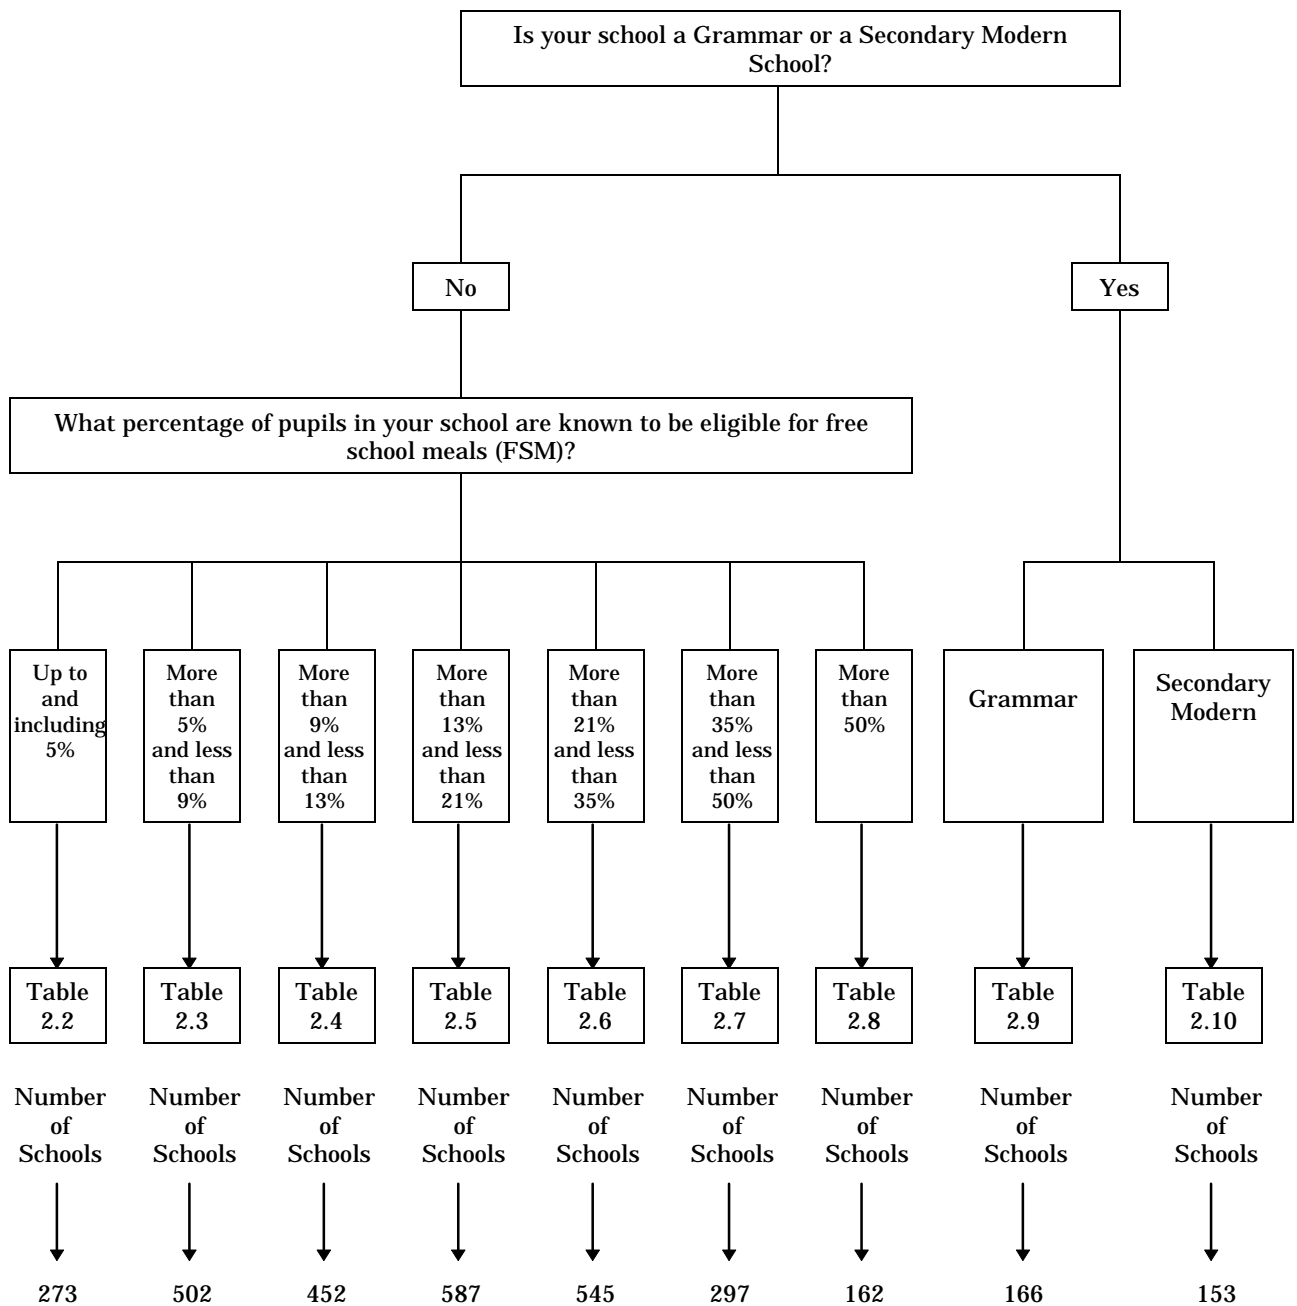 Is your school a Grammar or a Secondary Modern
School?
No
Yes
What percentage of pupils in your school are known to be eligible for free
school meals (FSM)?
Up to
and
including
5%
More
than
5%
and less
than
9%
More
than
9%
and less
than
13%
More
than
13%
and less
than
21%
More
than
21%
and less
than
35%
More
than
35%
and less
than
50%
More
than
50%
Grammar
Secondary
Modern
Table
2.2
Table
2.3
Table
2.4
Table
2.5
Table
2.6
Table
2.7
Table
2.8
Table
2.9
Table
2.10
Number
of
Schools
Number
of
Schools
Number
of
Schools
Number
of
Schools
Number
of
Schools
Number
of
Schools
Number
of
Schools
Number
of
Schools
Number
of
Schools
273
502
452
587
545
297
162
166
153